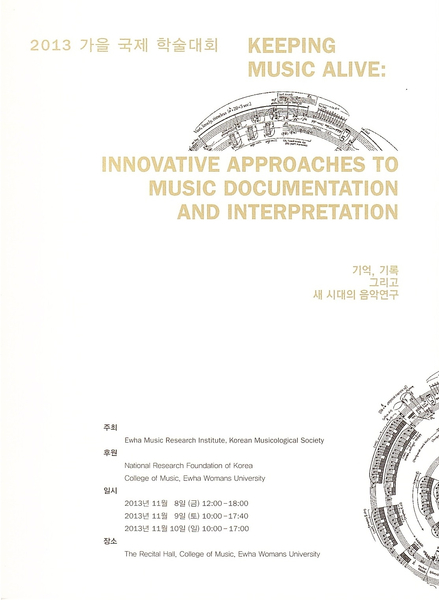 2013 가을 국제 학술대회
KEEPING
MUSIC ALIVE:
INNOVATIVE APPROACHES TO
MUSIC DOCUMENTATION
AND INTERPRETATION
기억, 기록
그리고
새 시대의 음악연구
주최
Ewha Music Research Institute, Korean Musicological Society
후원
National Research Foundation of Korea
College of Music, Ewha Womans University
일시
2013년 11월 8일 (금) 12:00-18:00
2013년 11월 9일 (토) 10:00-17:40
2013년 11월 10일 (일) 10:00-17:00
장소
The Recital Hall, College of Music, Ewha Womans University